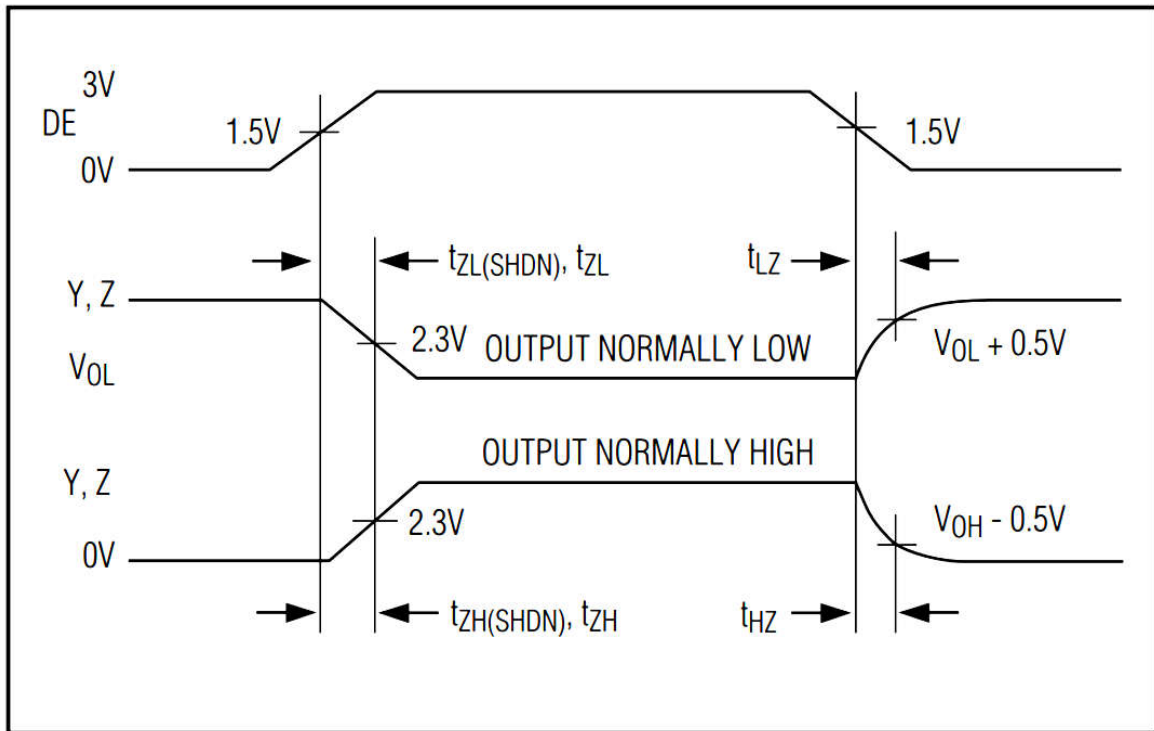 3V
DE
1.5V
1.5V
0V
tZL(SHDN), tZL
tLZ
Y, Z
2.3V
OUTPUT NORMALLY LOW
VOL + 0.5V
VOL
OUTPUT NORMALLY HIGH
Y, Z
2.3V
VOH - 0.5V
0V
tZH(SHDN), tZH
tHZ